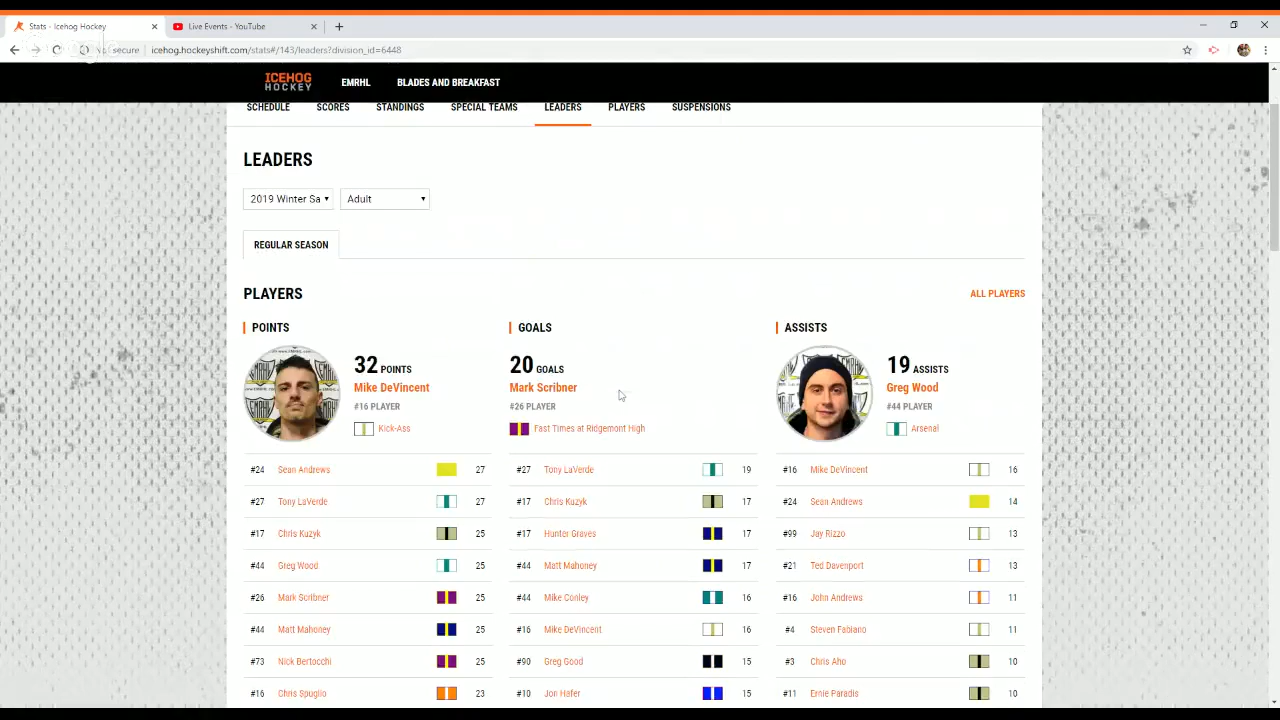 Stats - Icehog Hockey
Live Events - YouTube
secure
icehog.hockeyshift.com/stats#/143/leaders?division_id=6448
ICEHOG
HOCKEY
EMRHL
BLADES AND BREAKFAST
SCHEDULE
SCORES
STANDINGS
SPECIAL TEAMS
LEADERS
PLAYERS
SUSPENSIONS
LEADERS
2019 Winter Sa
Adult
REGULAR SEASON
PLAYERS
ALL PLAYERS
POINTS
32 POINTS
Mike DeVincent
#16 PLAYER
Kick-Ass
#24 Sean Andrews 27
#27 Tony LaVerde 27
#17 Chris Kuzyk 25
#44 Greg Wood 25
#26 Mark Scribner 25
#44 Matt Mahoney 25
#73 Nick Bertocchi 25
#16 Chris Spuglio 23
GOALS
20 GOALS
Mark Scribner
#26 PLAYER
Fast Times at Ridgemont High
#27 Tony LaVerde 19
#17 Chris Kuzyk 17
#17 Hunter Graves 17
#44 Matt Mahoney 17
#44 Mike Conley 16
#16 Mike DeVincent 16
#90 Greg Good 15
#10 Jon Hafer 15
ASSISTS
19 ASSISTS
Greg Wood
#44 PLAYER
Arsenal
#16 Mike DeVincent 16
#24 Sean Andrews 14
#99 Jay Rizzo 13
#21 Ted Davenport 13
#16 John Andrews 11
#4 Steven Fabiano 11
#3 Chris Aho 10
#11 Ernie Paradis 10